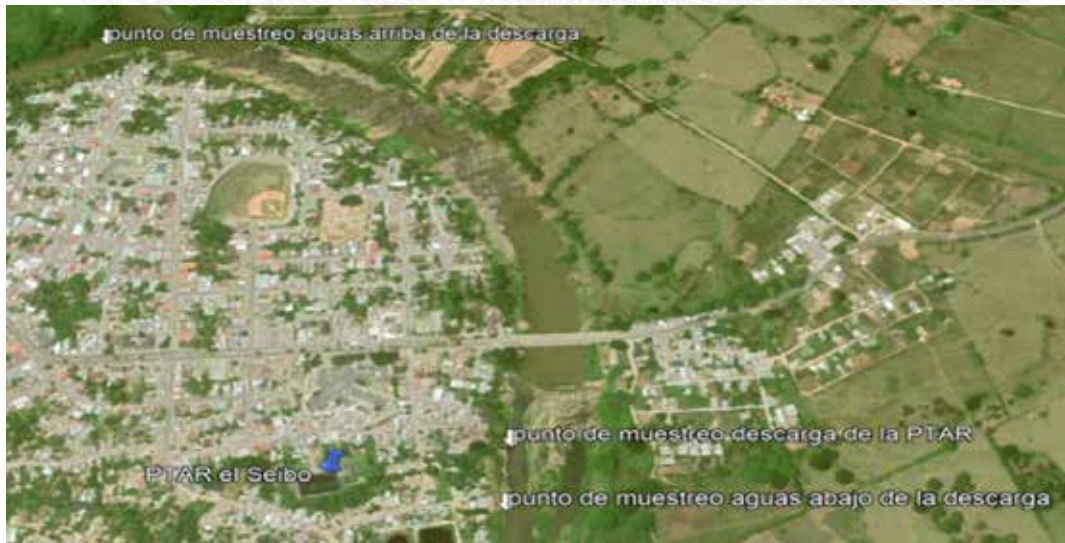 punto de muestreo aguas arriba de la descarga
punto de muestreo descarga de la PTAR
PTAR el Seibo
punto de muestreo aguas abajo de la descarga